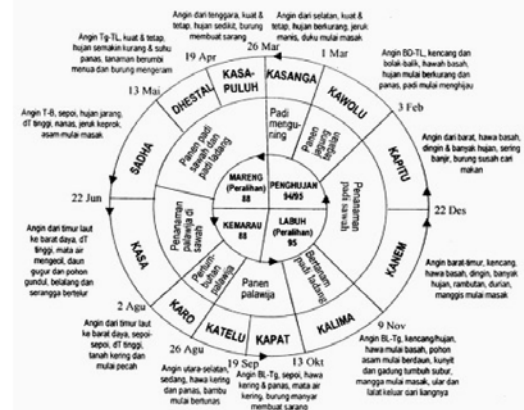 Angin dari tenggara, kuat &
tetap, hujan sedikit, burung
membuat sarang
Angin dari selatan, kuat &
tetap, hujan berkurang, jeruk
manis, duku mulai masak
Angin Tg-TL, kuat & tetap,
hujan semakin kurang & suhu
panas, tanaman berumbi
menua dan burung mengeram
Angin BD-TL, kencang dan
bolak-balik, hawah basah,
hujan mulai berkurang dan
panas, padi mulai menghijau
Angin T-B, sepoi, hujan jarang,
dT tinggi, nanas, jeruk keprok,
asam mulai masak
Angin dari barat, hawa basah,
dingin & banyak hujan, sering
banjir, burung susah cari
makan
Angin dari timur laut
ke barat daya, dT
tinggi, mata air
mengecil, daun
gugur dan pohon
gundul, belalang dan
serangga bertelur
Angin barat-timur, kencang,
hawa basah, dingin, banyak
hujan, rambutan, durian,
manggis mulai masak
Angin dari timur laut
ke barat daya, sepoi-
sepoi, dT tinggi,
tanah kering dan
mulai pecah
Angin utara-selatan,
sedang, hawa kering
dan panas, bambu
mulai bertunas
Angin BL-Tg, sepoi, hawa
kering & panas, mata air
kering, burung manyar
membuat sarang
Angin BL-Tg, kencang/hujan,
hawa mulai basah, pohon
asam mulai berdaun, kunyit
dan gadung tumbuh subur,
mangga mulai masak, ular dan
lalat keluar dari
26 Mar
1 Mar
3 Feb
22 Des
9 Nov
13 Okt
19 Sep
26 Agu
2 Agu
22 Jun
13 Mai
19 Apr
KASANGA
KAWOLU
KAPITU
KANEM
KALIMA
KAPAT
KATELU
KARO
KASA
SADHA
DHESTAL
KASA-
PULUH
Padi
mengu-
ning
Panen
jagung
tegalan
Penanaman
padi sawah
Bertanam
padi ladang
Panen
palawija
Pertum-
buhan palawija
Penanaman
palawija di
sawah
Panen padi
sawah dan
padi ladang
MARENG
(Peralihan)
88
PENGHUJAN
94/95
KEMARAU
88
LABUH
(Peralihan)
95